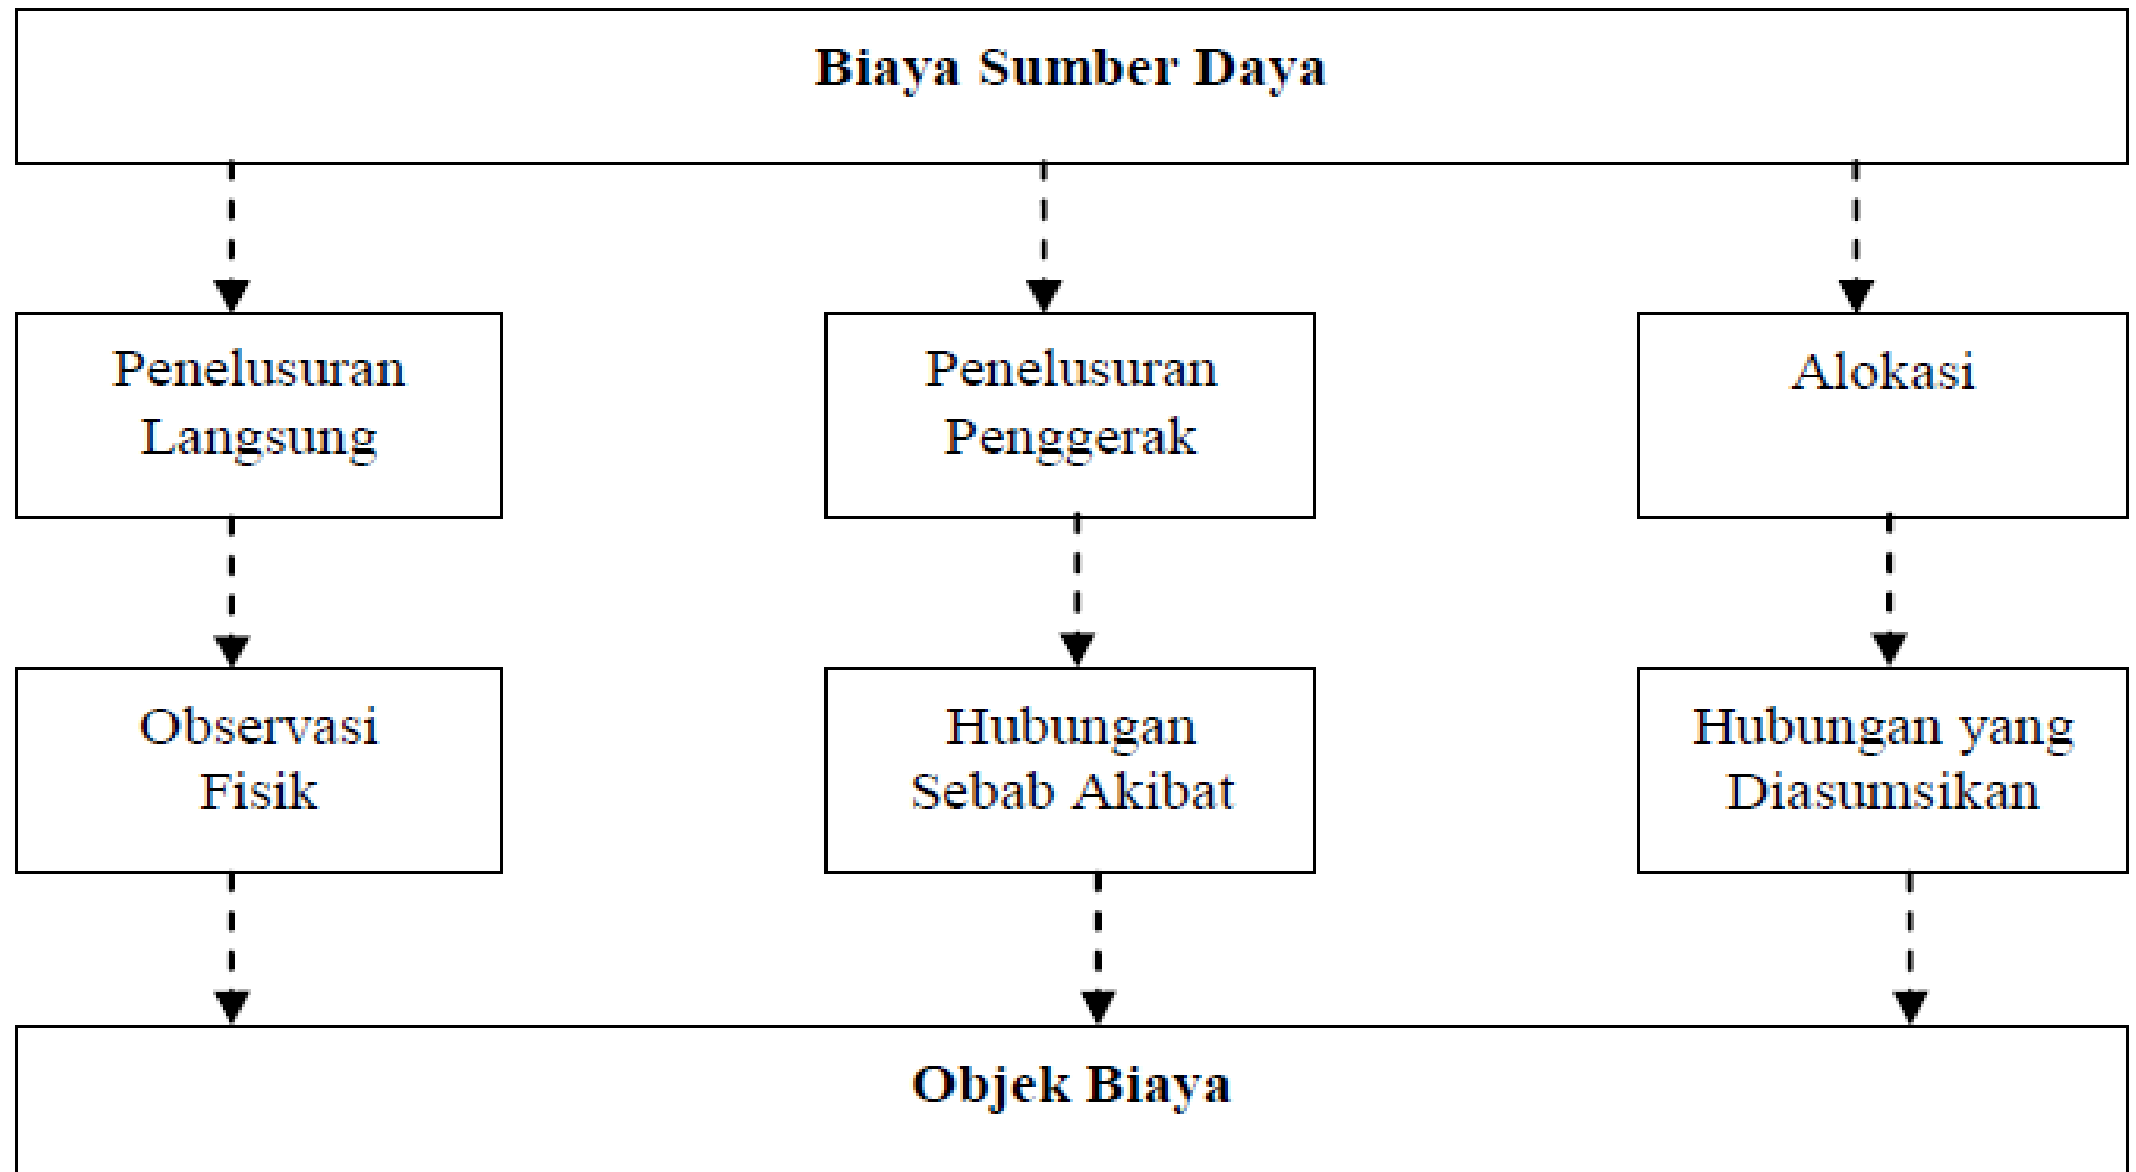 Biaya Sumber Daya
Penelusuran
Langsung
Penelusuran
Penggerak
Alokasi
Observasi
Fisik
Hubungan
Sebab Akibat
Hubungan yang
Diasumsikan
Objek Biaya